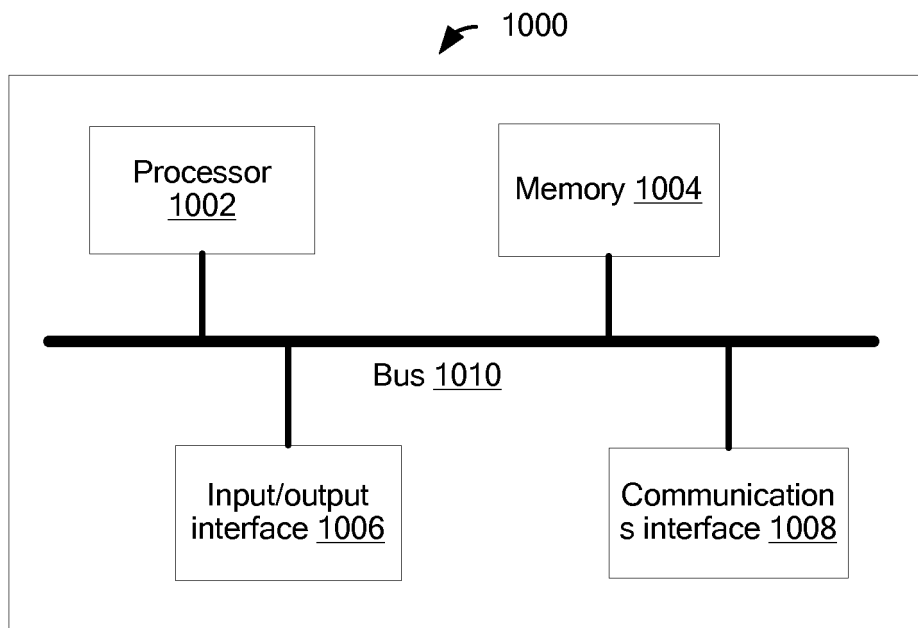 1000
Processor
1002
Memory 1004
Bus 1010
Input/output
interface 1006
Communication
s interface 1008